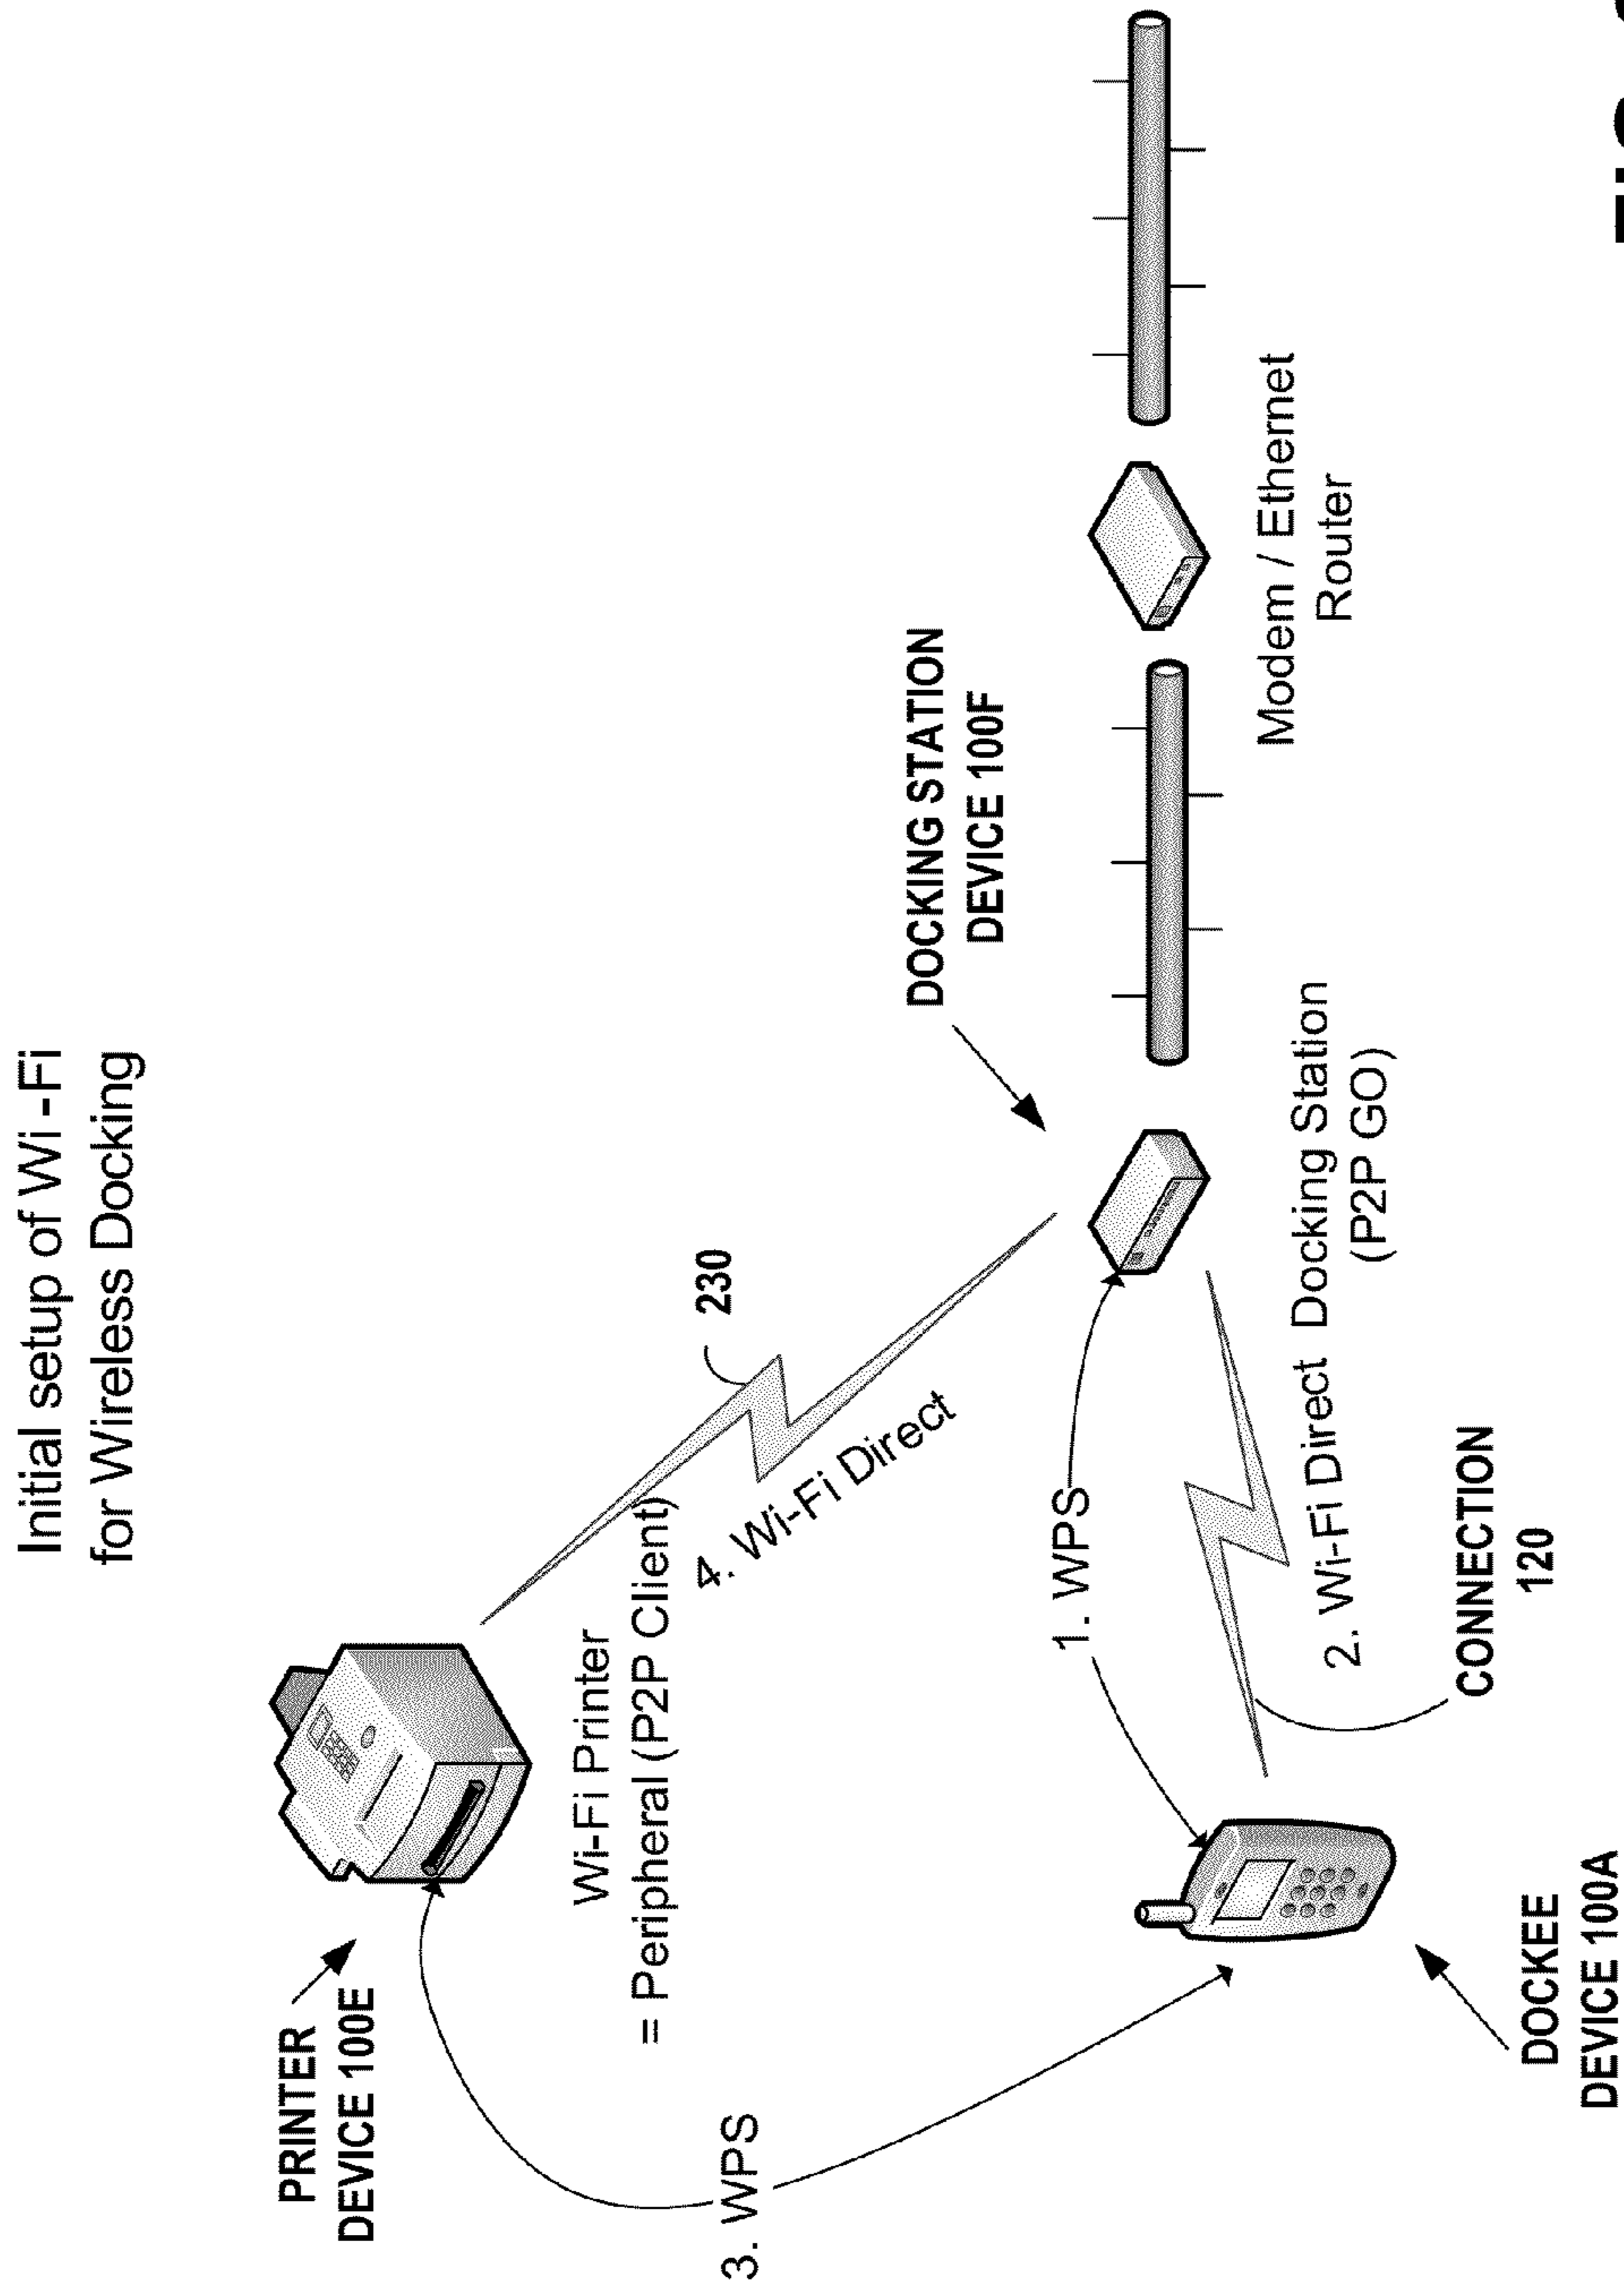 Initial setup of Wi-Fi
for Wireless Docking
PRINTER
DEVICE 100E
Wi-Fi Printer
= Peripheral (P2P Client)
230
4. Wi-Fi Direct
3. WPS
DOCKING STATION
DEVICE 100F
1. WPS
2. Wi-Fi Direct
Docking Station
(P2P GO)
Modem / Ethernet
Router
CONNECTION
120
DOCKEE
DEVICE 100A